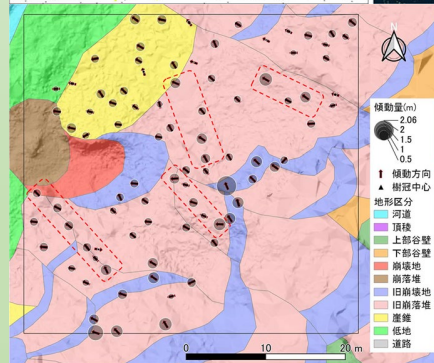 N
傾動量(m)
2.06
2
1.5
1
0.5
傾動方向
樹冠中心
地形区分
河道
頂稜
上部谷壁
下部谷壁
崩壊地
崩落堆
旧崩壊地
旧崩落堆
崖錐
低地
道路
0 10 20 m